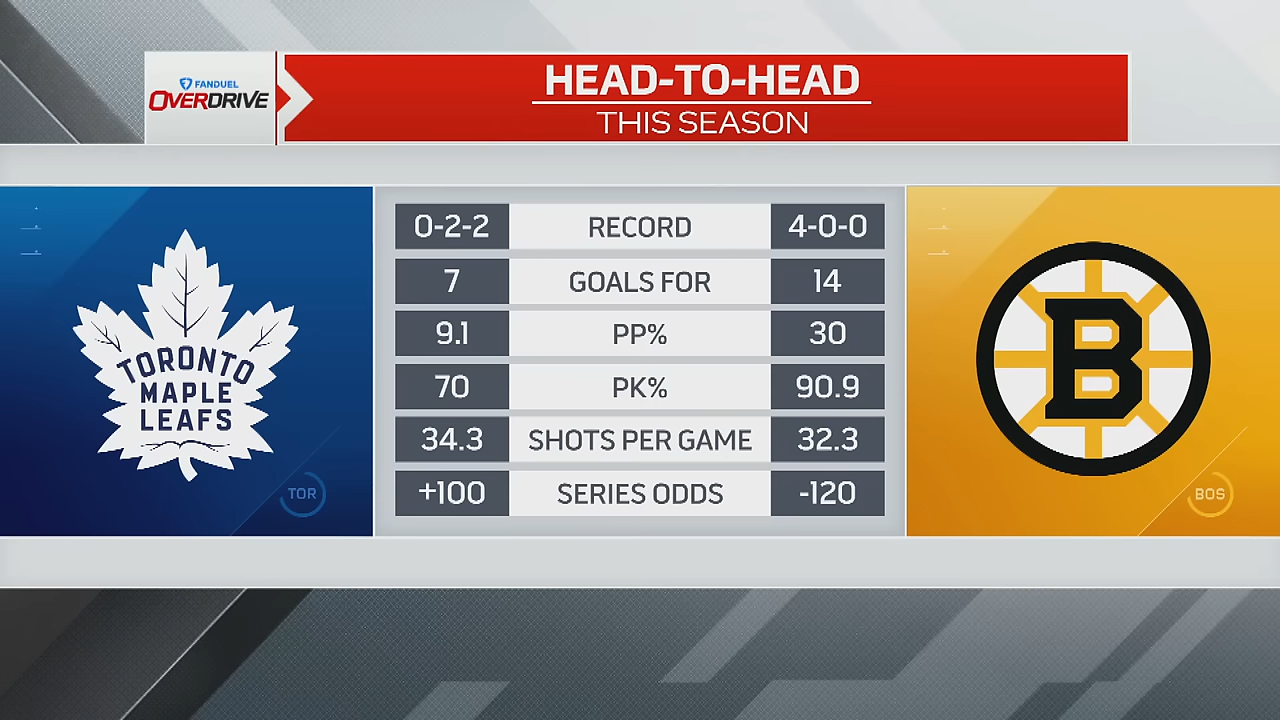 FANDUEL
OVERDRIVE
HEAD-TO-HEAD
THIS SEASON
0-2-2 RECORD 4-0-0
7 GOALS FOR 14
9.1 PP% 30
70 PK% 90.9
34.3 SHOTS PER GAME 32.3
+100 SERIES ODDS -120
TORONTO
MAPLE
LEAFS
TOR
B
BOS